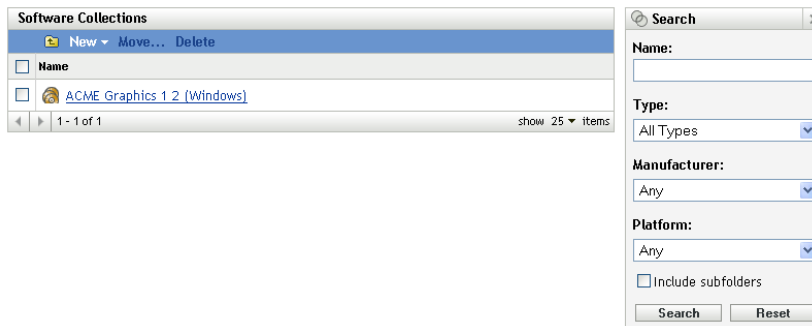 Software Collections
New Move... Delete
Name
ACME Graphics 1 2 (Windows)
1 - 1 of 1 show 25 items
Search
Name:
Type:
All Types
Manufacturer:
Any
Platform:
Any
Include subfolders
Search Reset